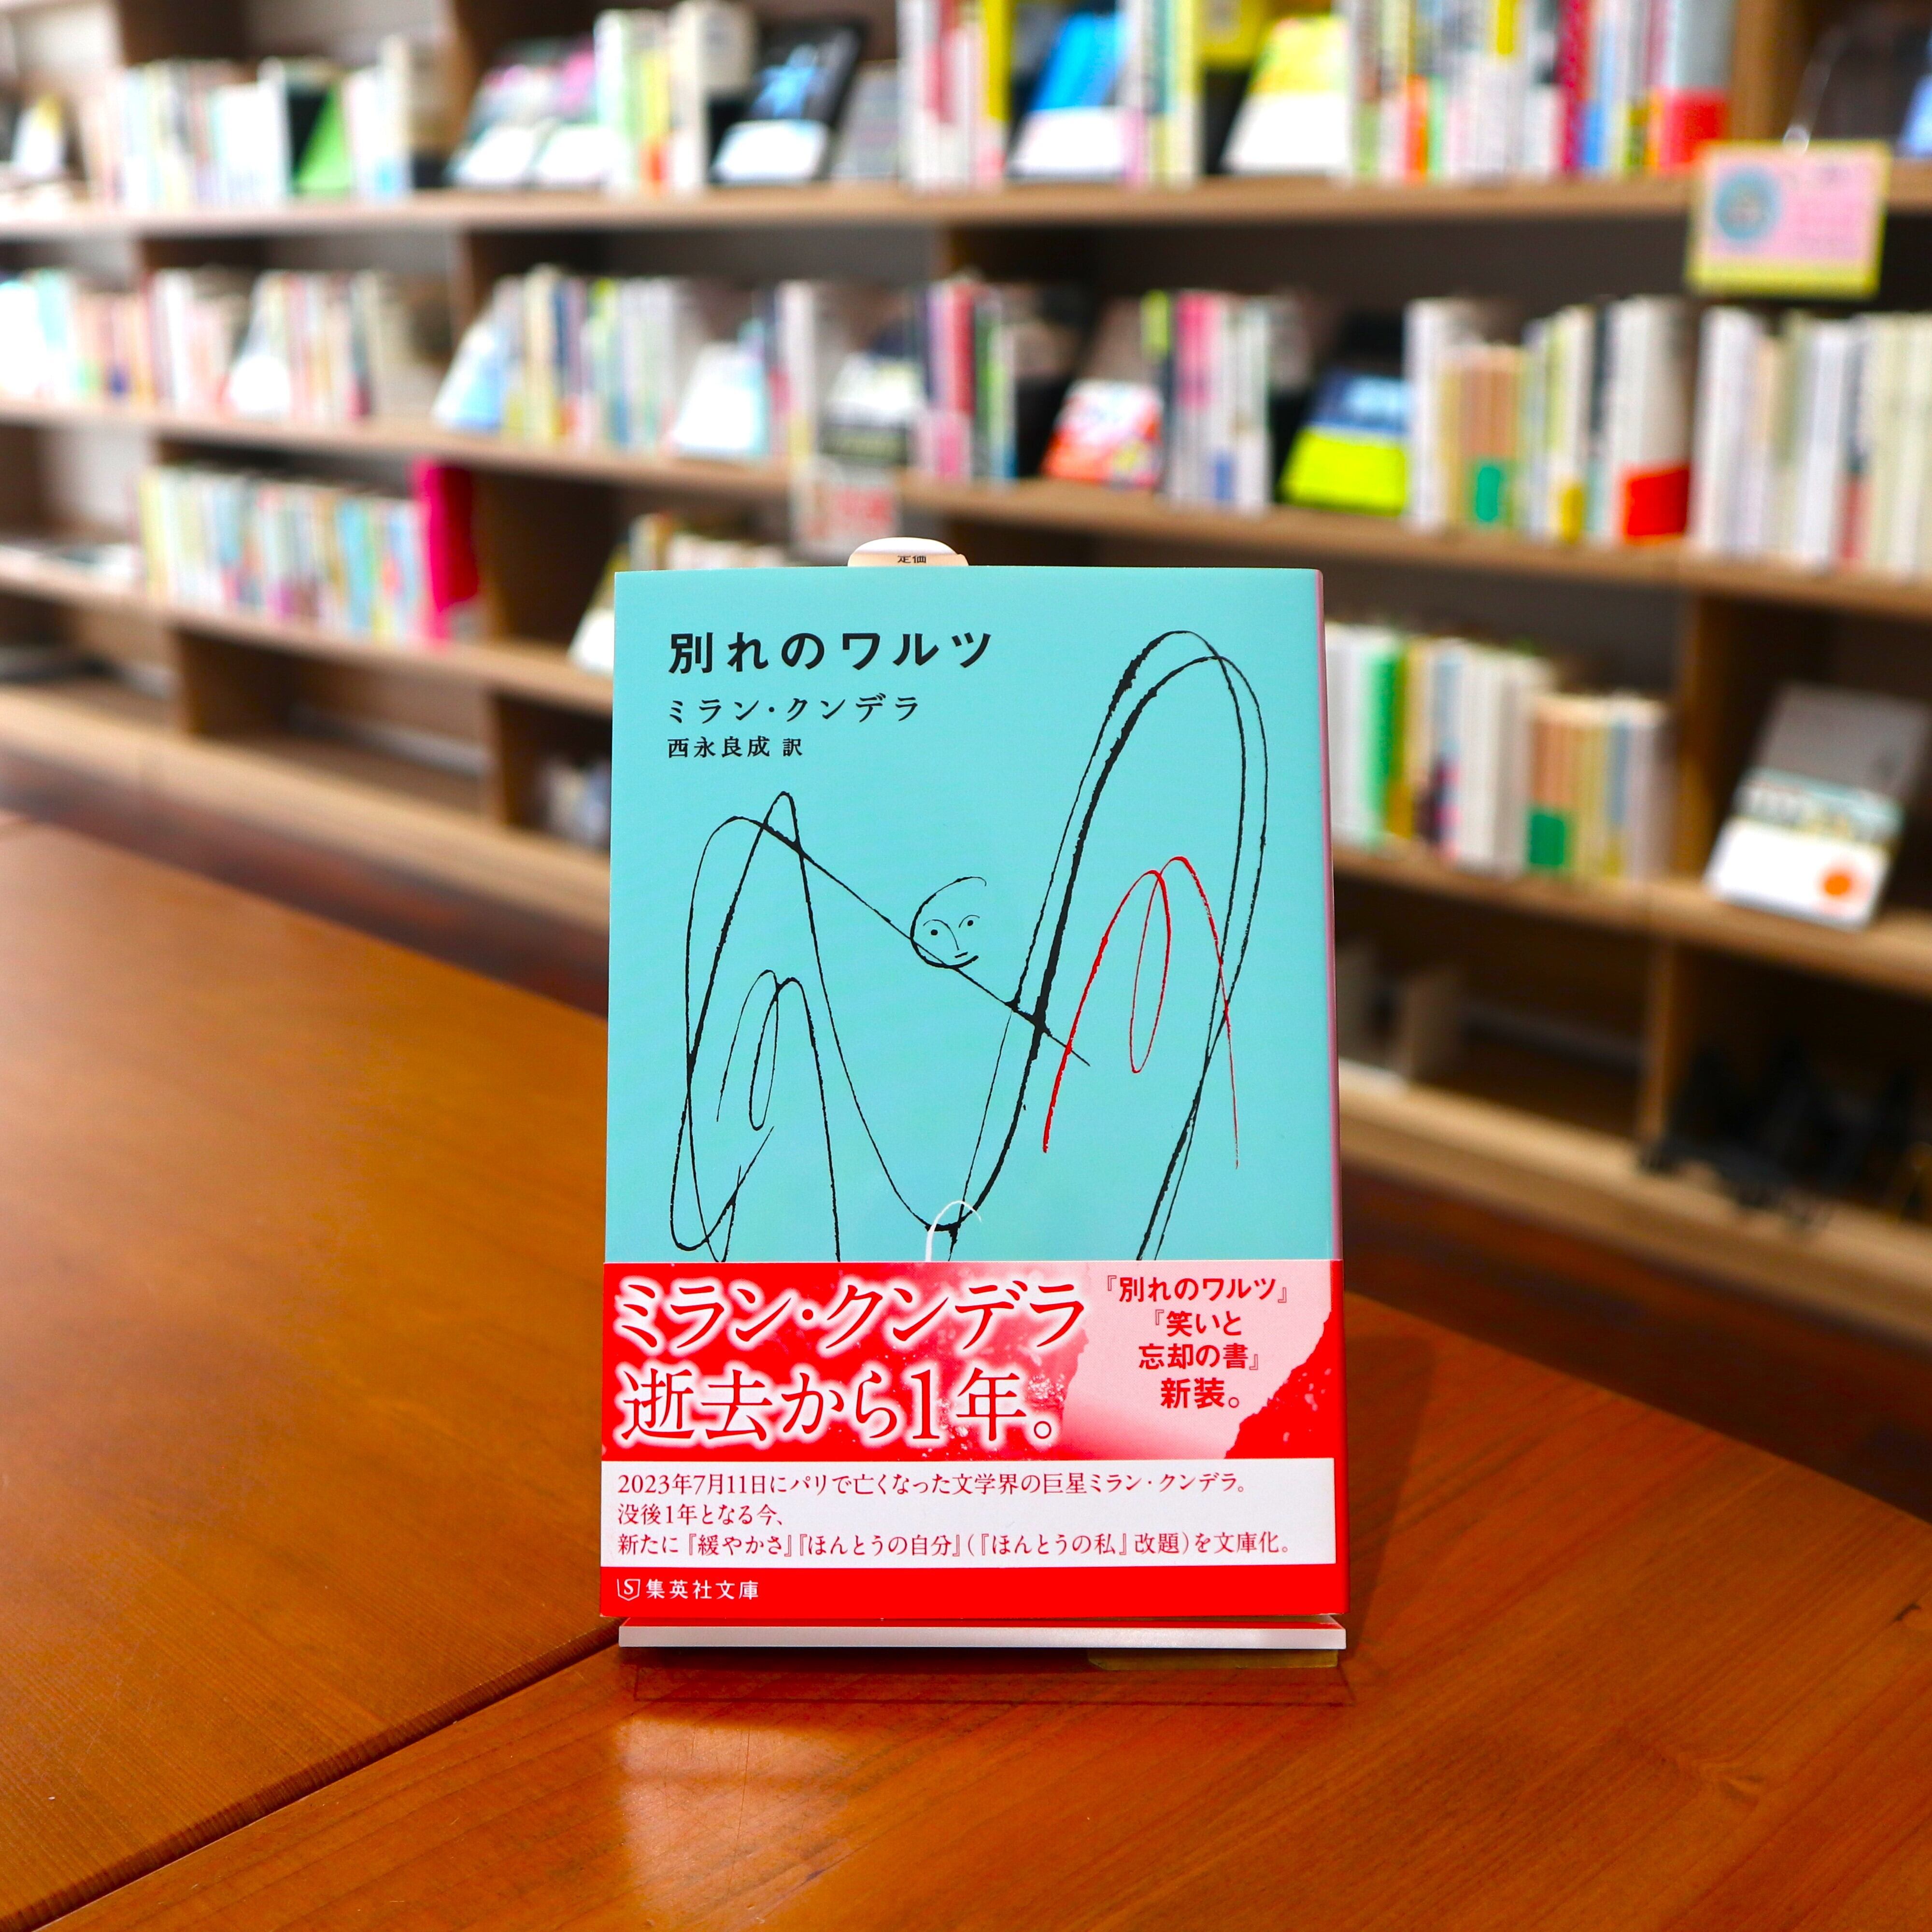 定価
別れのワルツ
ミラン・クンデラ
西永良成 訳
ミラン・クンデラ
逝去から1年。
『別れのワルツ』
『笑いと
忘却の書』
新装。
2023年7月11日にパリで亡くなった文学界の巨星ミラン・クンデラ。
没後1年となる今、
新たに『緩やかさ』『ほんとうの自分』(『ほんとうの私』改題)を文庫化。
S 集英社文庫